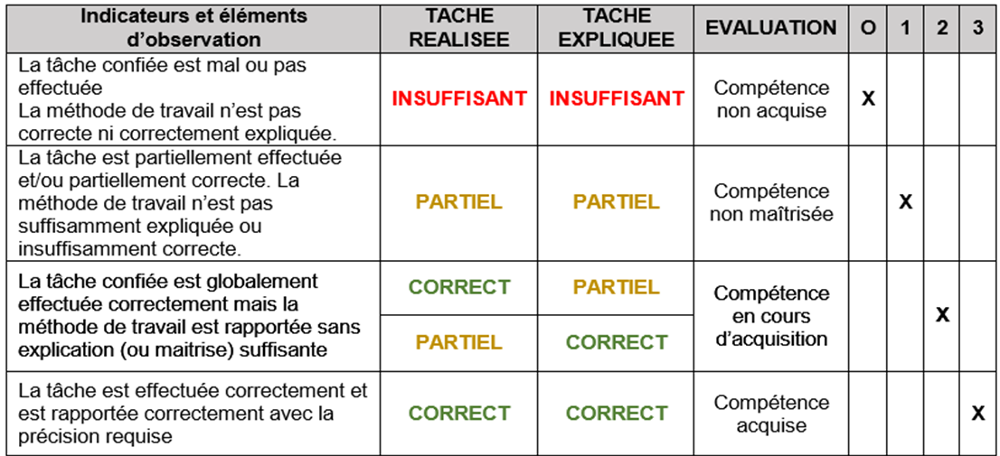 Indicateurs et éléments
d’observation
TACHE
REALISEE
TACHE
EXPLIQUEE
EVALUATION
O
1
2
3
La tâche confiée est mal ou pas
effectuée
La méthode de travail n’est pas
correcte ni correctement expliquée.
INSUFFISANT
INSUFFISANT
Compétence
non acquise
X
La tâche est partiellement effectuée
et/ou partiellement correcte. La
méthode de travail n’est pas
suffisamment expliquée ou
insuffisamment correcte.
PARTIEL
PARTIEL
Compétence
non maîtrisée
X
La tâche confiée est globalement
effectuée correctement mais la
méthode de travail est rapportée sans
explication (ou maitrise) suffisante
CORRECT
PARTIEL
PARTIEL
CORRECT
Compétence
en cours
d’acquisition
X
La tâche est effectuée correctement et
est rapportée correctement avec la
précision requise
CORRECT
CORRECT
Compétence
acquise
X